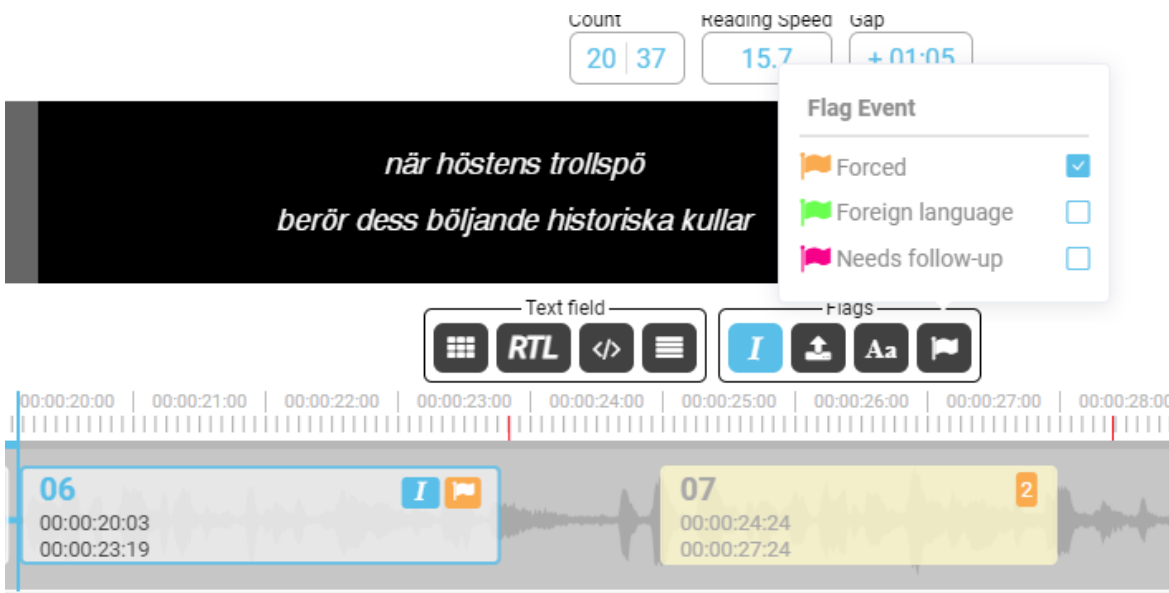 Count Reading Speed Gap
20 37 15.7 + 01:05
Flag Event
Forced
Foreign language
Needs follow-up
när höstens trollspö
berör dess böljande historiska kullar
Text field Flags
RTL </> I Aa
00:00:20:00 00:00:21:00 00:00:22:00 00:00:23:00 00:00:24:00 00:00:25:00 00:00:26:00 00:00:27:00 00:00:28:00
06 I 07 2
00:00:20:03 00:00:24:24
00:00:23:19 00:00:27:24